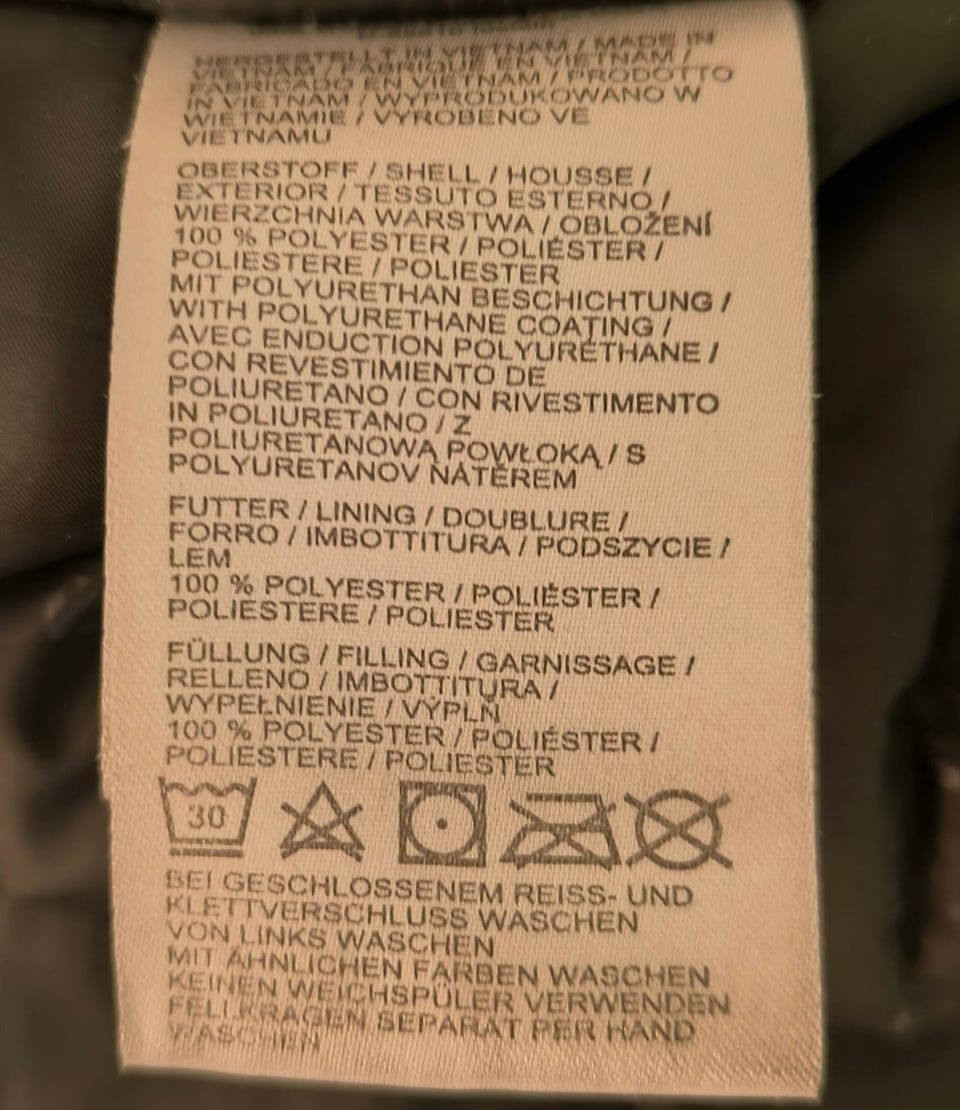 HERGESTELLT IN VIETNAM / MADE IN
VIETNAM / FABRIQUÉ EN VIETNAM /
FABRICADO EN VIETNAM / PRODOTTO
IN VIETNAM / WYPRODUKOWANO W
WIETNAMIE / VYROBENO VE
VIETNAMU
OBERSTOFF / SHELL / HOUSSE /
EXTERIOR / TESSUTO ESTERNO /
WIERZCHNIA WARSTWA / OBLOŽENÍ
100 % POLYESTER / POLIÉSTER /
POLIESTERE / POLIESTER
MIT POLYURETHAN BESCHICHTUNG /
WITH POLYURETHANE COATING /
AVEC ENDUCTION POLYURÉTHANE /
CON REVESTIMIENTO DE
POLIURETANO / CON RIVESTIMENTO
IN POLIURETANO / Z
POLIURETANOWĄ POWŁOKĄ / S
POLYURETANOV NÁTĚREM
FUTTER / LINING / DOUBLURE /
FORRO / IMBOTTITURA / PODSZYCIE /
LEM
100 % POLYESTER / POLIÉSTER /
POLIESTERE / POLIESTER
FÜLLUNG / FILLING / GARNISSAGE /
RELLENO / IMBOTTITURA /
WYPEŁNIENIE / VÝPLŇ
100 % POLYESTER / POLIÉSTER /
POLIESTERE / POLIESTER
30
BEI GESCHLOSSENEM REISS- UND
KLETTVERSCHLUSS WASCHEN
VON LINKS WASCHEN
MIT ÄHNLICHEN FARBEN WASCHEN
KEINEN WEICHSPÜLER VERWENDEN
FELLKRAGEN SEPARAT PER HAND
WASCHEN